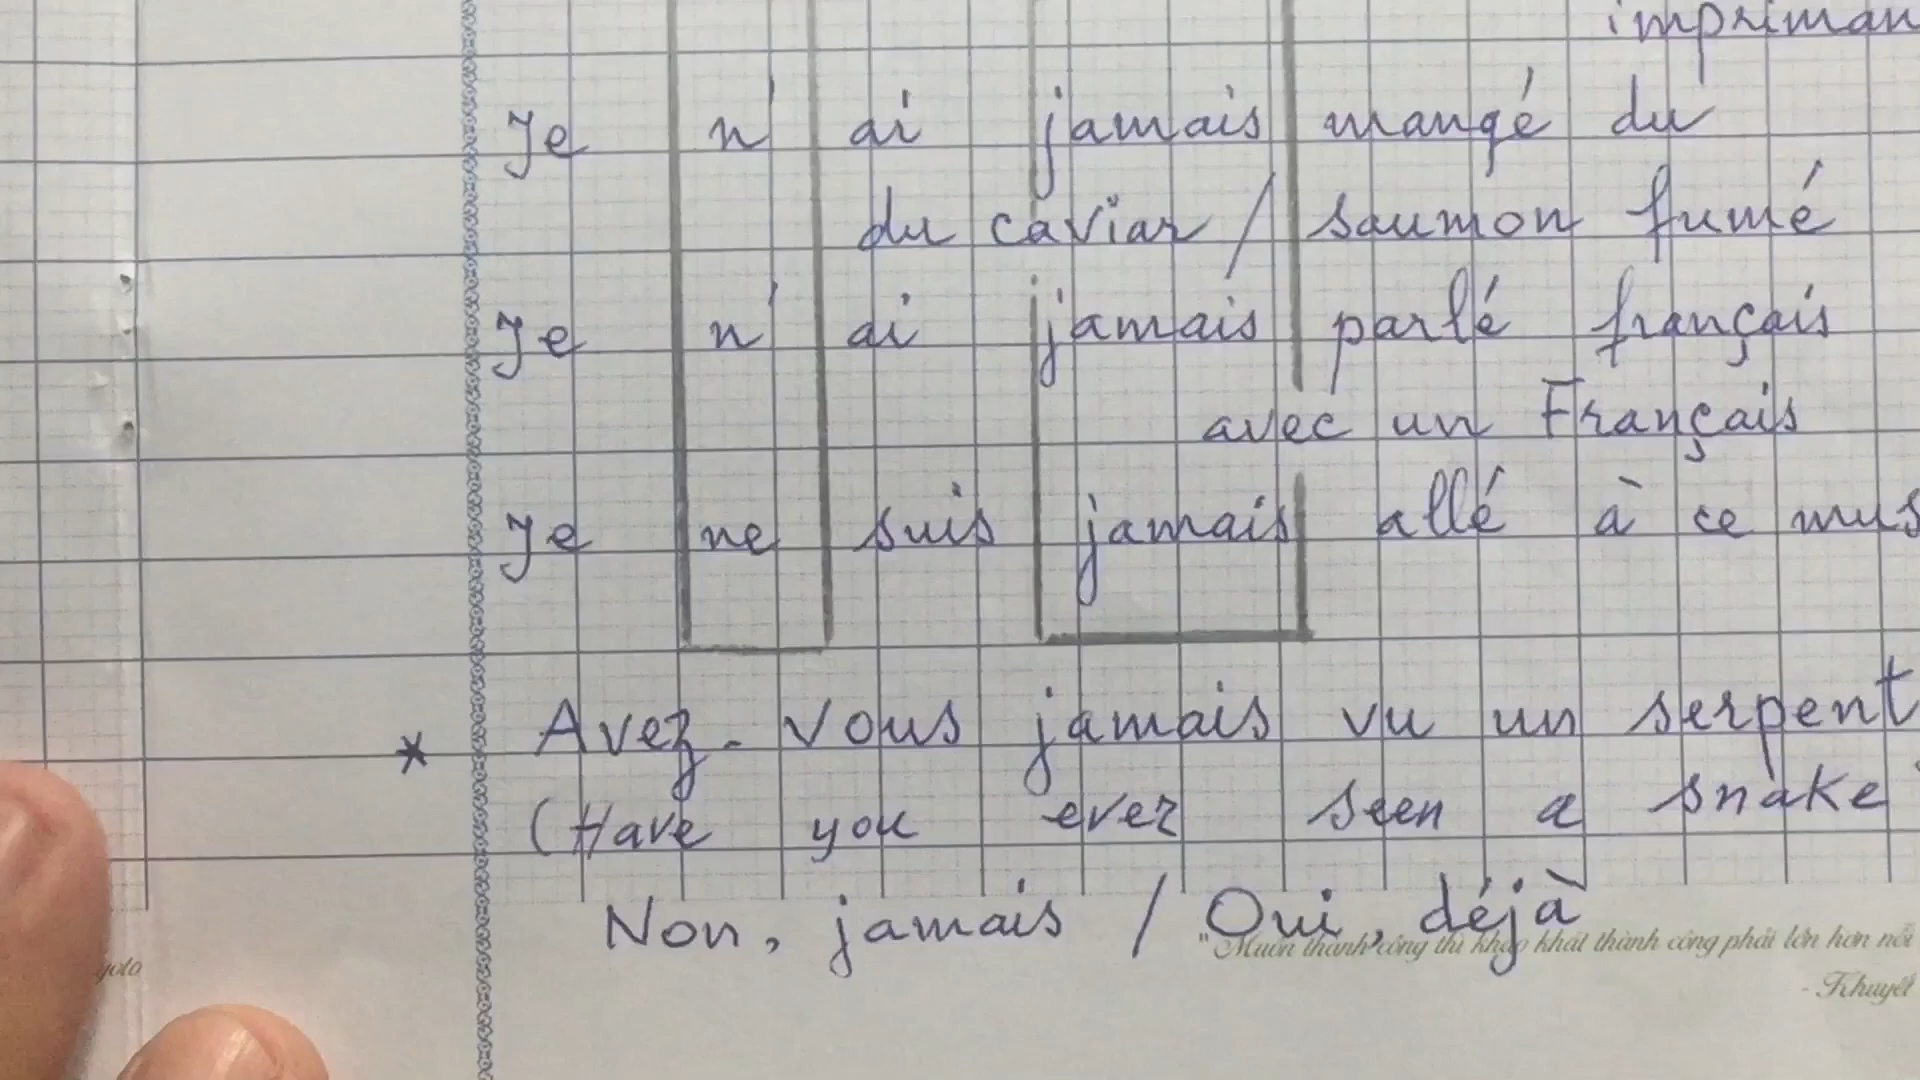 impriman
Je n' ai jamais mangé du
du caviar / saumon fumé
Je n' ai jamais parlé français
avec un Français
Je ne suis jamais allé à ce mus
* Avez-vous jamais vu un serpent
(Have you ever seen a snake
Non, jamais / Oui, déjà
"Muốn thành công thì khao khát thành công phải lớn hơn nỗi
- Khuyết
yoto